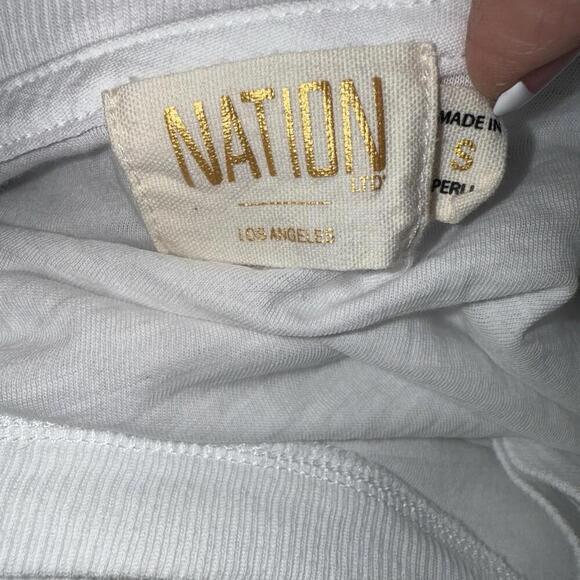 NATION
LTD
LOS ANGELES
MADE IN
S
PERU